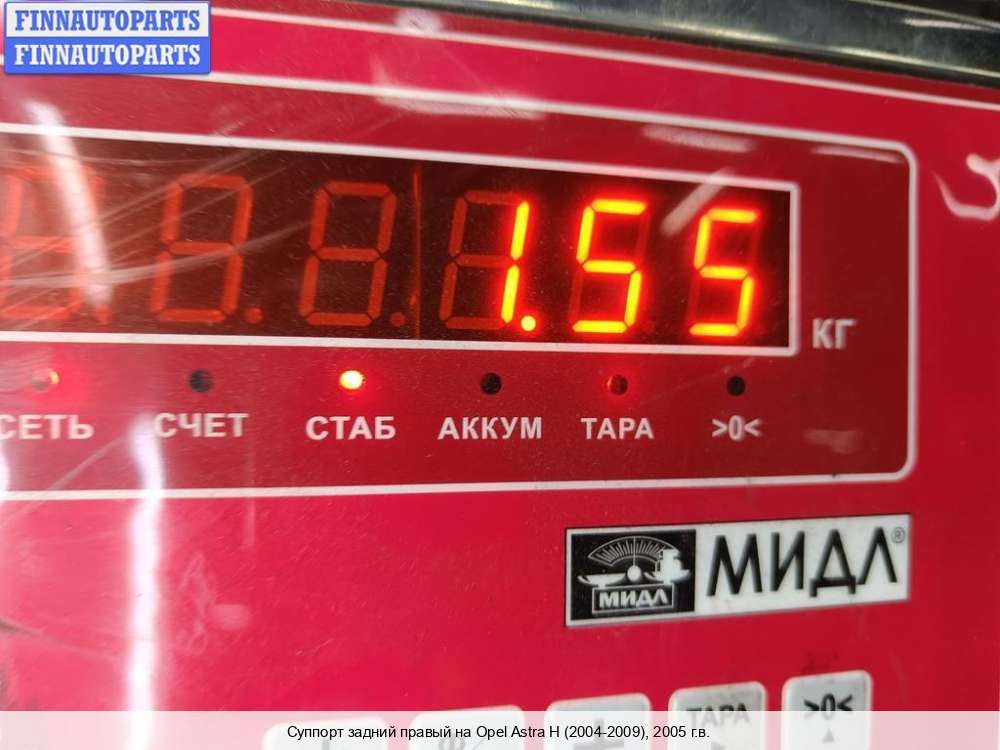 FINNAUTOPARTS
FINNAUTOPARTS
1.55
КГ
СЕТЬ СЧЕТ СТАБ АККУМ ТАРА >0<
МИДЛ МИДЛ®
ТАРА >0<
Суппорт задний правый на Opel Astra H (2004-2009), 2005 г.в.